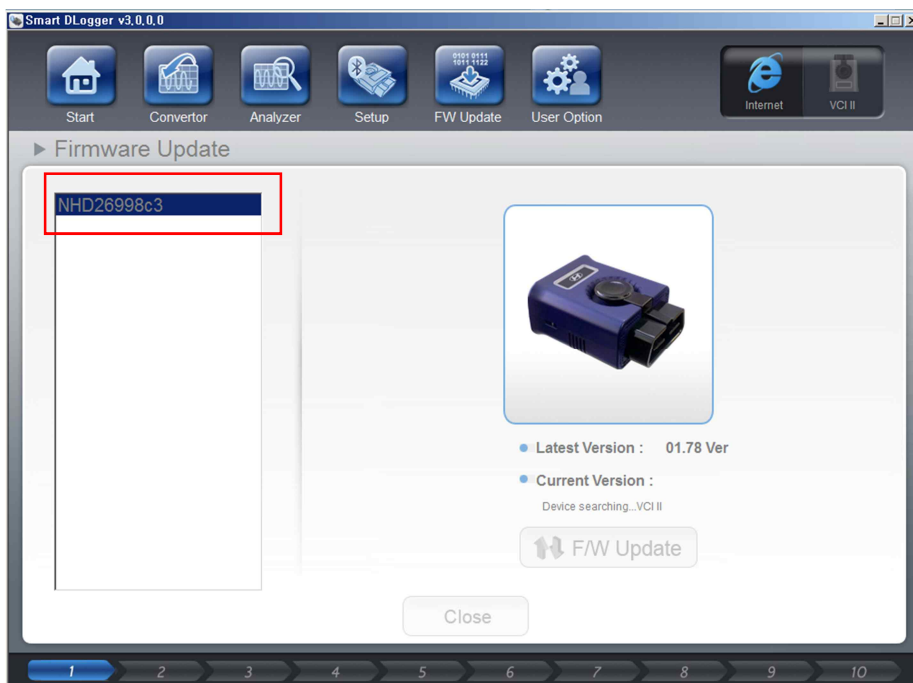 Smart DLogger v3,0,0,0
0101 0111
1011 1122
Start
Convertor
Analyzer
Setup
FW Update
User Option
Internet
VCI II
Firmware Update
NHD26998c3
Latest Version : 01.78 Ver
Current Version :
Device searching...VCI II
F/W Update
Close
1 2 3 4 5 6 7 8 9 10